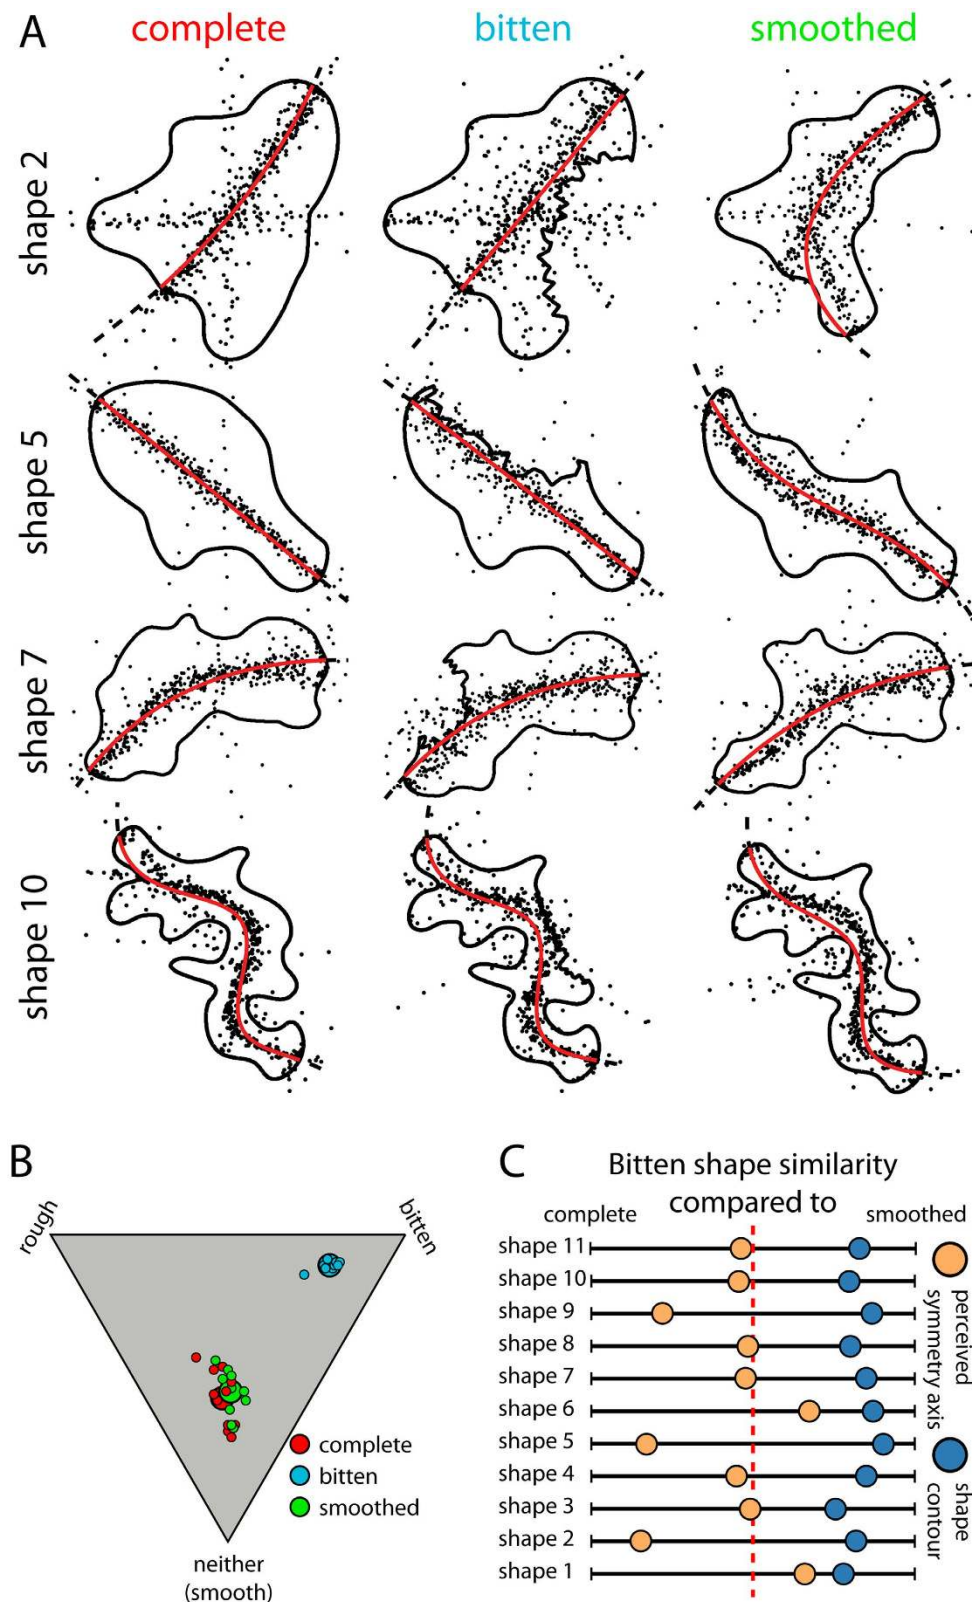 A
complete
bitten
smoothed
shape 2
shape 5
shape 7
shape 10
B
rough
bitten
neither
(smooth)
complete
bitten
smoothed
C
Bitten shape similarity
compared to
complete
smoothed
shape 11
shape 10
shape 9
shape 8
shape 7
shape 6
shape 5
shape 4
shape 3
shape 2
shape 1
perceived
symmetry axis
shape
contour